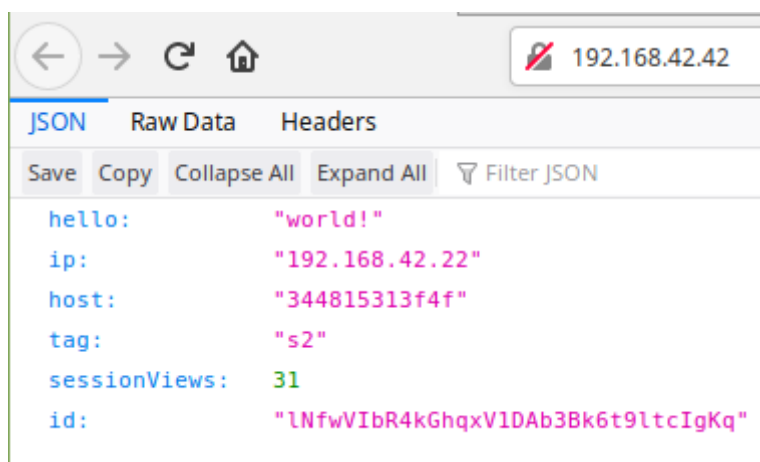 192.168.42.42
JSON Raw Data Headers
Save Copy Collapse All Expand All Filter JSON
hello: "world!"
ip: "192.168.42.22"
host: "344815313f4f"
tag: "s2"
sessionViews: 31
id: "lNfwVIbR4kGhqxV1DAb3Bk6t9ltcIgKq"